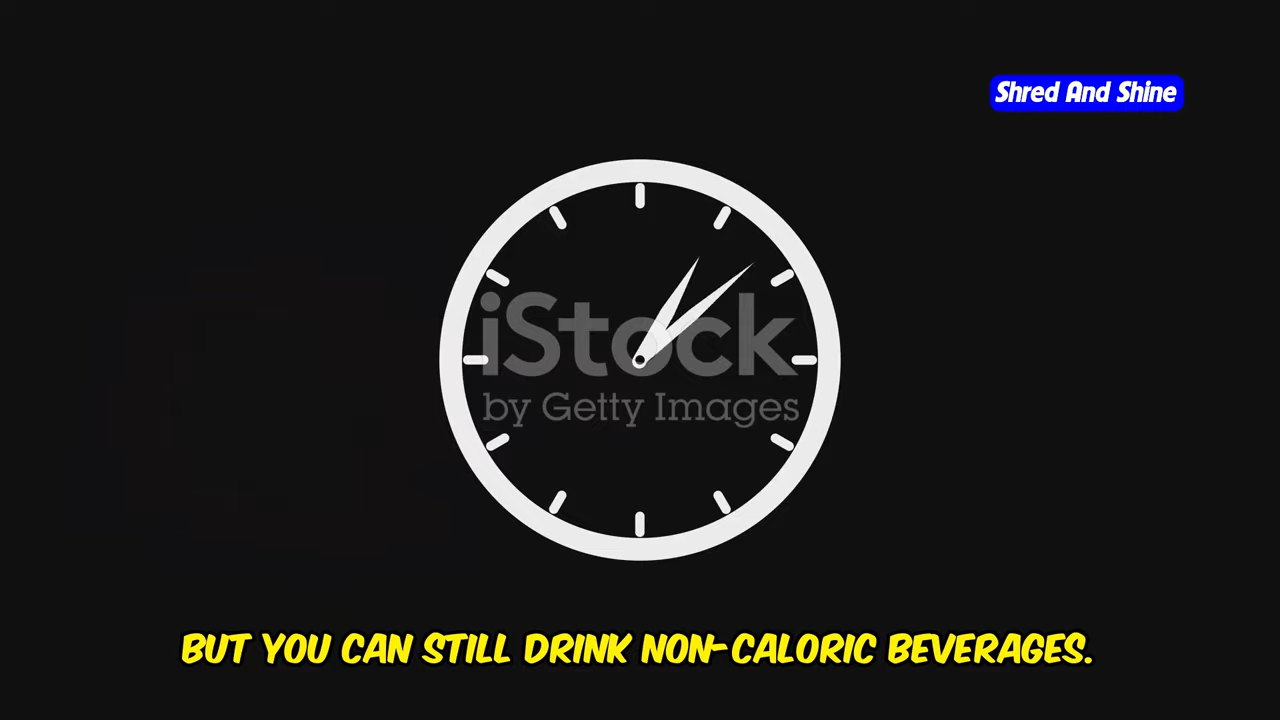 Shred And Shine
iStock
by Getty Images
BUT YOU CAN STILL DRINK NON-CALORIC BEVERAGES.